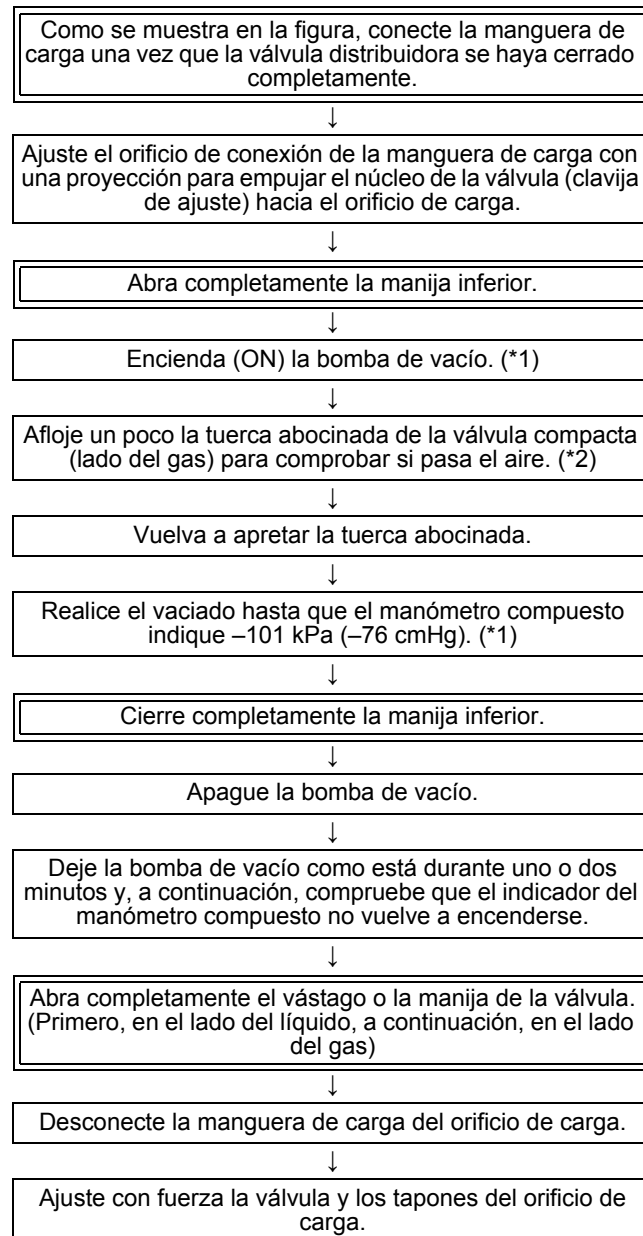 Como se muestra en la figura, conecte la manguera de
carga una vez que la válvula distribuidora se haya cerrado
completamente.
↓
Ajuste el orificio de conexión de la manguera de carga con
una proyección para empujar el núcleo de la válvula (clavija
de ajuste) hacia el orificio de carga.
↓
Abra completamente la manija inferior.
↓
Encienda (ON) la bomba de vacío. (*1)
↓
Afloje un poco la tuerca abocinada de la válvula compacta
(lado del gas) para comprobar si pasa el aire. (*2)
↓
Vuelva a apretar la tuerca abocinada.
↓
Realice el vaciado hasta que el manómetro compuesto
indique –101 kPa (–76 cmHg). (*1)
↓
Cierre completamente la manija inferior.
↓
Apague la bomba de vacío.
↓
Deje la bomba de vacío como está durante uno o dos
minutos y, a continuación, compruebe que el indicador del
manómetro compuesto no vuelve a encenderse.
↓
Abra completamente el vástago o la manija de la válvula.
(Primero, en el lado del líquido, a continuación, en el lado
del gas)
↓
Desconecte la manguera de carga del orificio de carga.
↓
Ajuste con fuerza la válvula y los tapones del orificio de
carga.